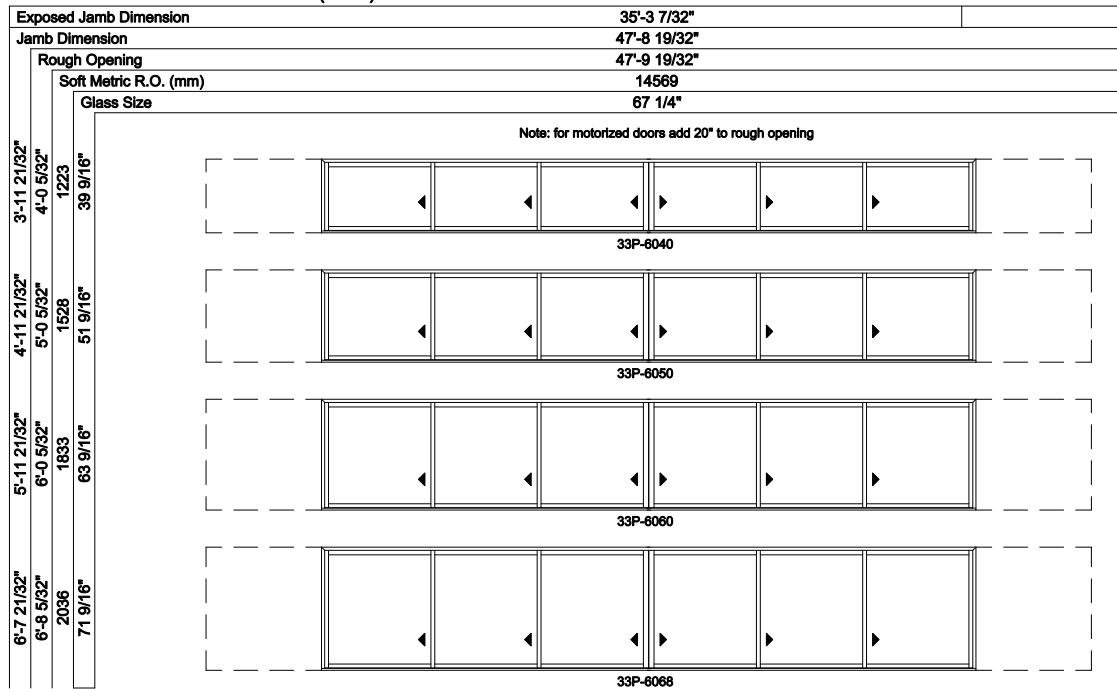 Exposed Jamb Dimension 35'-3 7/32"
Jamb Dimension 47'-8 19/32"
Rough Opening 47'-9 19/32"
Soft Metric R.O. (mm) 14569
Glass Size 67 1/4"
Note: for motorized doors add 20" to rough opening
3'-11 21/32"
4'-0 5/32"
1223
39 9/16"
33P-6040
4'-11 21/32"
5'-0 5/32"
1528
51 9/16"
33P-6050
5'-11 21/32"
6'-0 5/32"
1833
63 9/16"
33P-6060
6'-7 21/32"
6'-8 5/32"
2036
71 9/16"
33P-6068